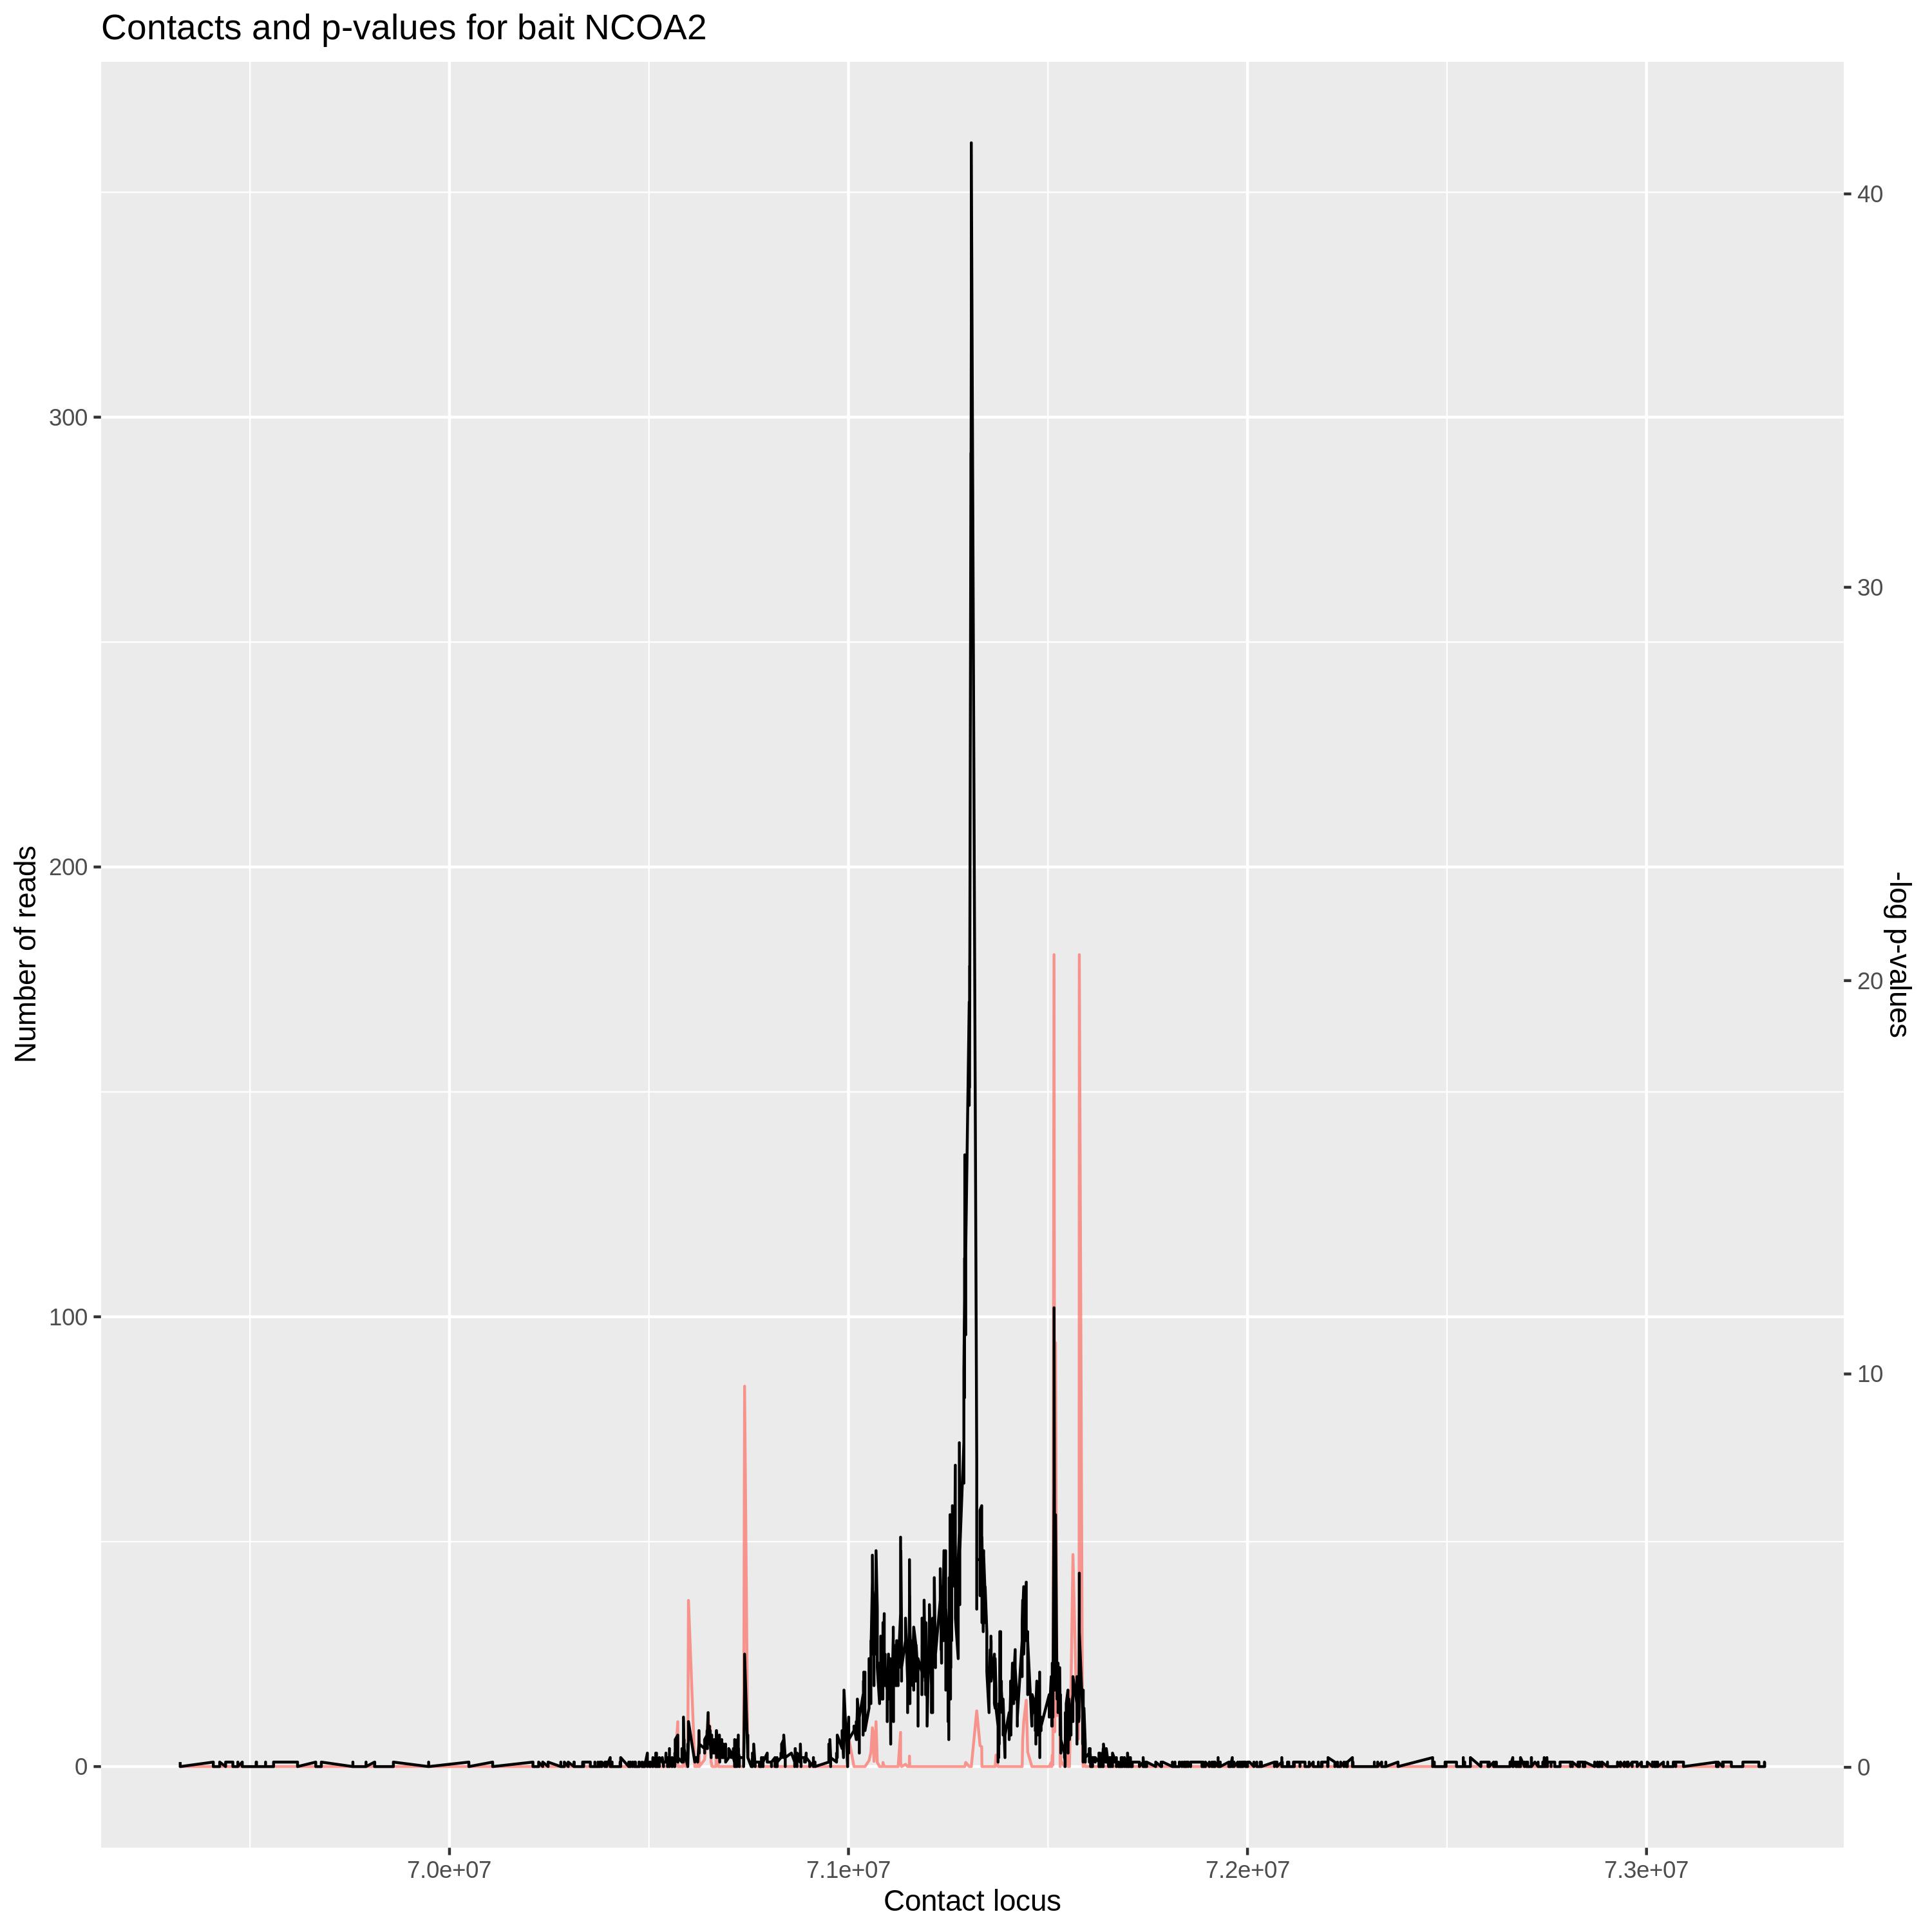 Contacts and p-values for bait NCOA2
Number of reads
300
200
100
0
40
30
20
10
0
-log p-values
7.0e+07
7.1e+07
7.2e+07
7.3e+07
Contact locus